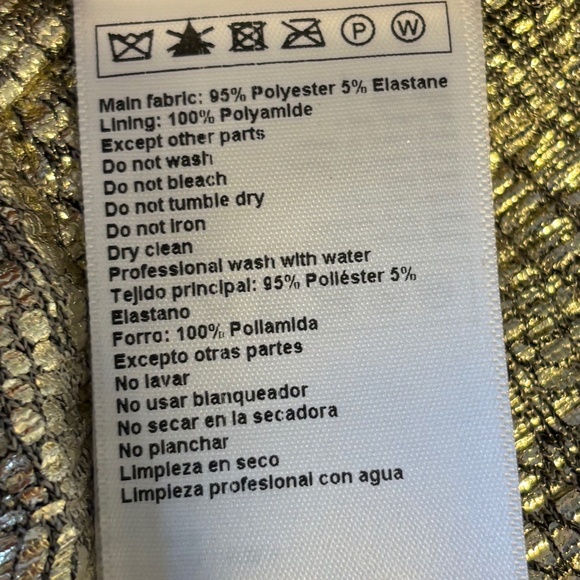 P W
Main fabric: 95% Polyester 5% Elastane
Lining: 100% Polyamide
Except other parts
Do not wash
Do not bleach
Do not tumble dry
Do not iron
Dry clean
Professional wash with water
Tejido principal: 95% Poliéster 5%
Elastano
Forro: 100% Poliamida
Excepto otras partes
No lavar
No usar blanqueador
No secar en la secadora
No planchar
Limpieza en seco
Limpieza profesional con agua